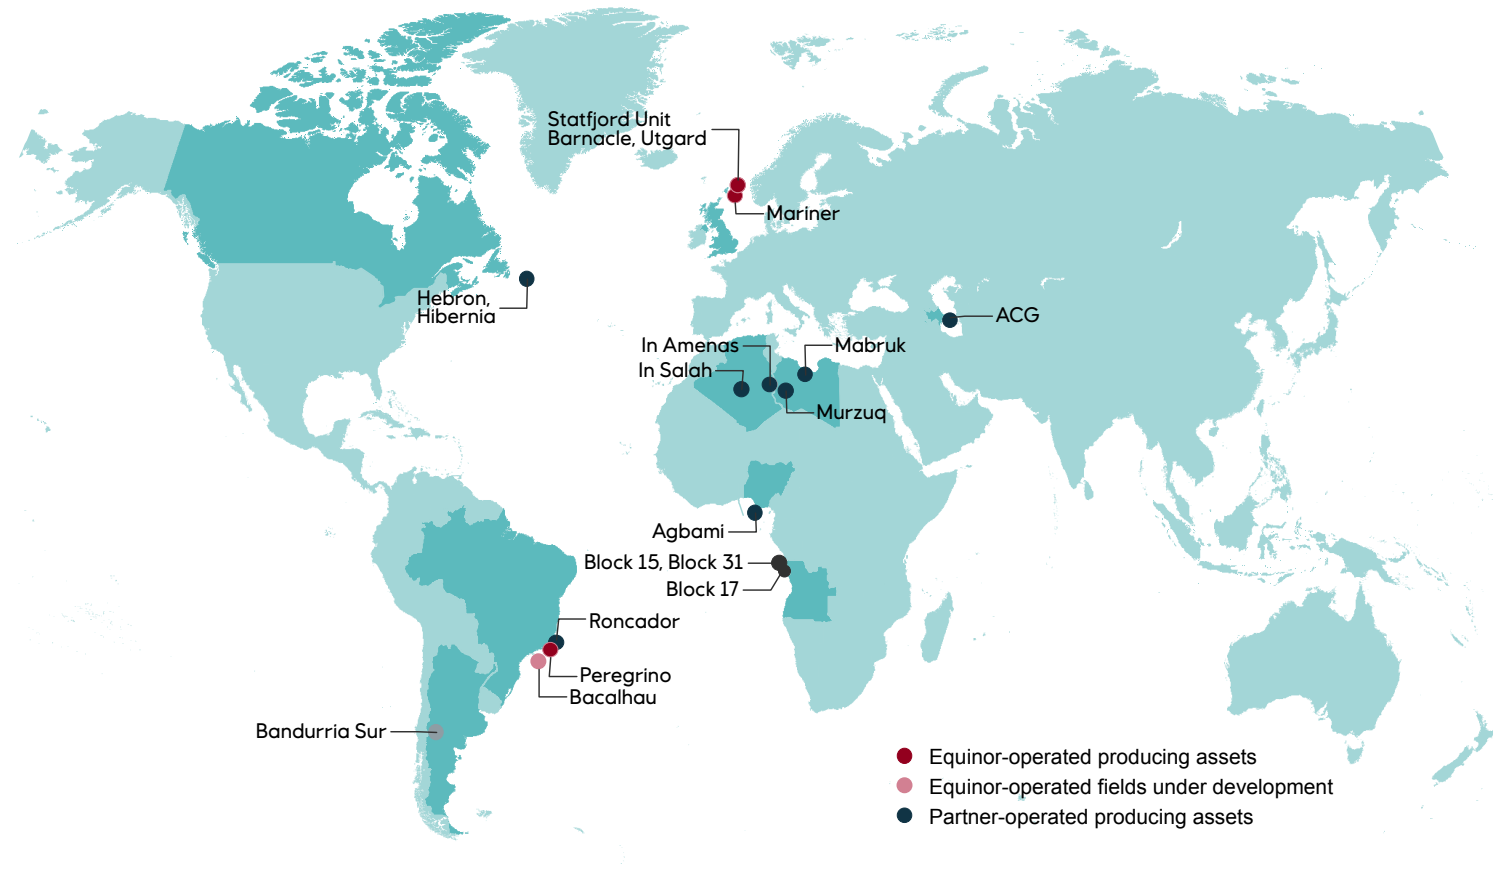 Statfjord Unit
Barnacle, Utgard
Mariner
Hebron,
Hibernia
ACG
In Amenas
Mabruk
In Salah
Murzuq
Agbami
Block 15, Block 31
Block 17
Roncador
Peregrino
Bacalhau
Bandurria Sur
Equinor-operated producing assets
Equinor-operated fields under development
Partner-operated producing assets